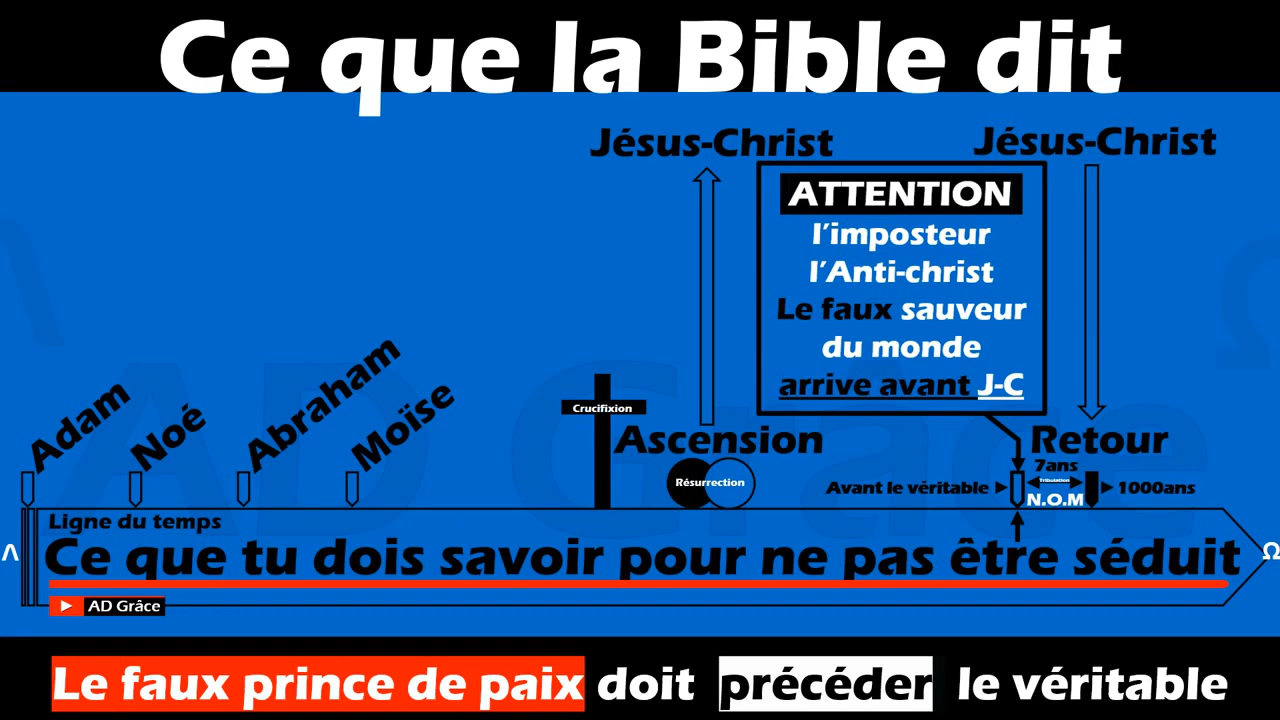 Ce que la Bible dit
Jésus-Christ
Jésus-Christ
ATTENTION
l'imposteur
l'Anti-christ
Le faux sauveur
du monde
arrive avant J-C
Adam
Noé
Abraham
Moïse
Crucifixion
Ascension
Résurrection
Retour
7ans
Tribulation
Avant le véritable
N.O.M
1000ans
AD Grâce
Λ
Ω
Ligne du temps
Λ
Ce que tu dois savoir pour ne pas être séduit
Ω
AD Grâce
Le faux prince de paix doit précéder le véritable